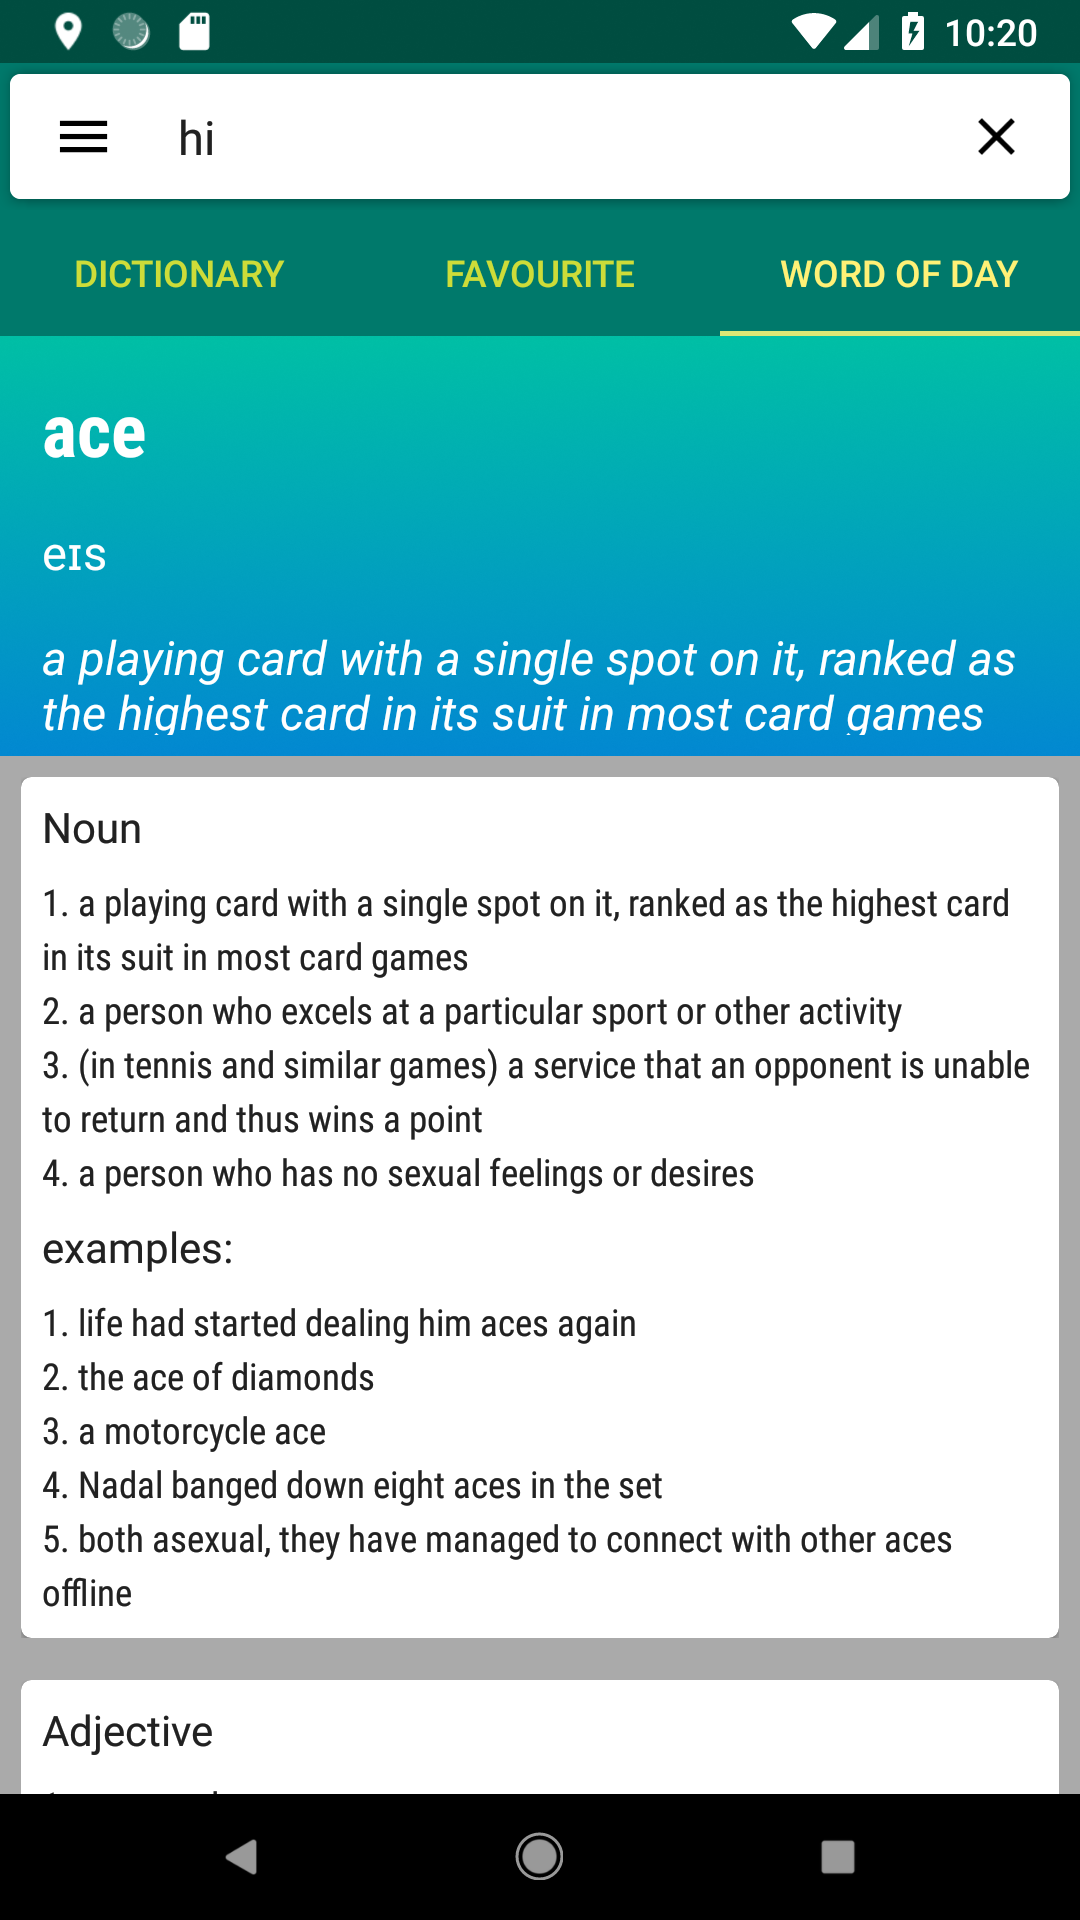 10:20
hi
DICTIONARY
FAVOURITE
WORD OF DAY
ace
eɪs
a playing card with a single spot on it, ranked as
the highest card in its suit in most card games
Noun
1. a playing card with a single spot on it, ranked as the highest card
in its suit in most card games
2. a person who excels at a particular sport or other activity
3. (in tennis and similar games) a service that an opponent is unable
to return and thus wins a point
4. a person who has no sexual feelings or desires
examples:
1. life had started dealing him aces again
2. the ace of diamonds
3. a motorcycle ace
4. Nadal banged down eight aces in the set
5. both asexual, they have managed to connect with other aces
offline
Adjective